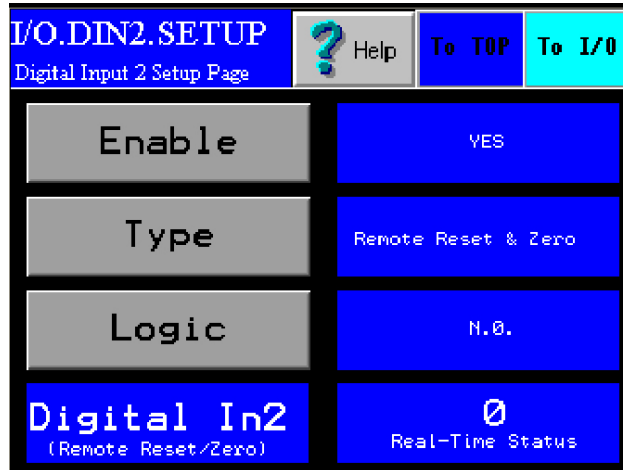 I/O.DIN2.SETUP
Digital Input 2 Setup Page
Help
To TOP
To I/O
Enable
YES
Type
Remote Reset & Zero
Logic
N.O.
Digital In2
(Remote Reset/Zero)
0
Real-Time Status